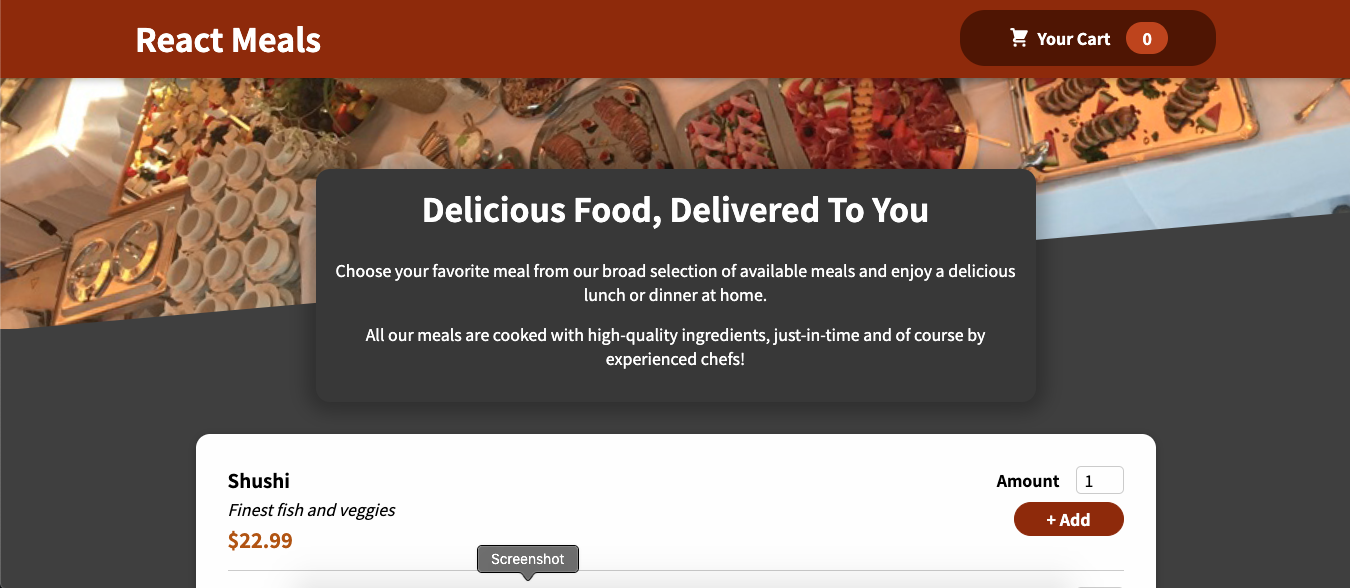 React Meals
Your Cart 0
Delicious Food, Delivered To You
Choose your favorite meal from our broad selection of available meals and enjoy a delicious
lunch or dinner at home.
All our meals are cooked with high-quality ingredients, just-in-time and of course by
experienced chefs!
Shushi
Amount 1
Finest fish and veggies
+ Add
$22.99
Screenshot